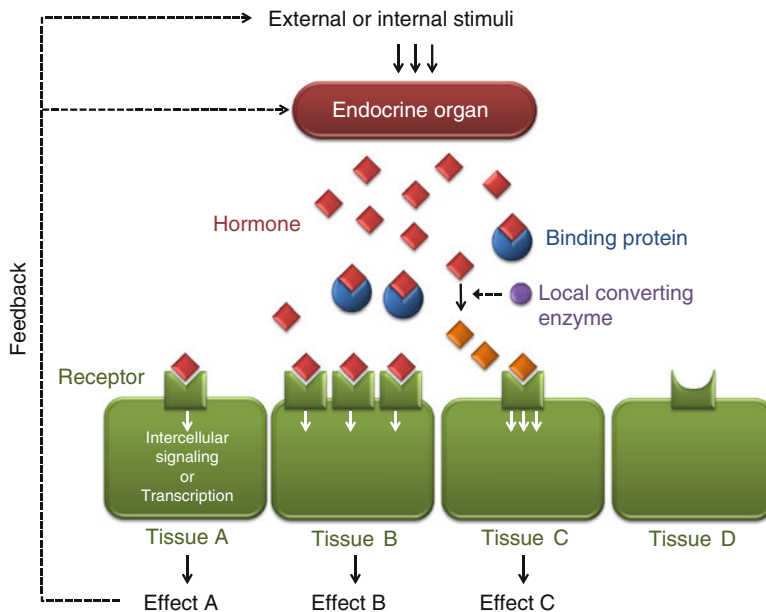 External or internal stimuli
Endocrine organ
Hormone
Binding protein
Local converting
enzyme
Feedback
Receptor
Intercellular
signaling
or
Transcription
Tissue A
Tissue B
Tissue C
Tissue D
Effect A
Effect B
Effect C